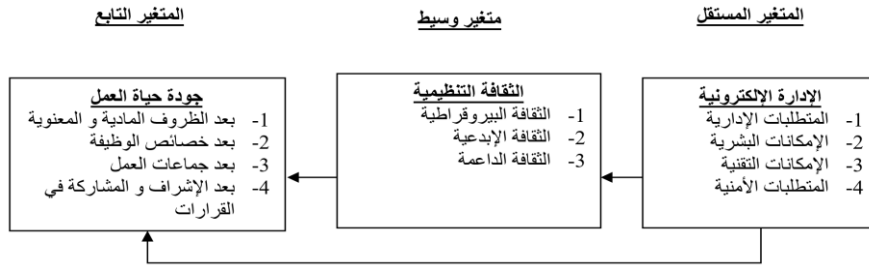 المتغير المستقل
متغير وسيط
المتغير التابع
الإدارة الإلكترونية
1- المتطلبات الإدارية
2- الإمكانات البشرية
3- الإمكانات التقنية
4- المتطلبات الأمنية
الثقافة التنظيمية
1- الثقافة البيروقراطية
2- الثقافة الإبدعية
3- الثقافة الداعمة
جودة حياة العمل
1- بعد الظروف المادية و المعنوية
2- بعد خصائص الوظيفة
3- بعد جماعات العمل
4- بعد الإشراف و المشاركة في
القرارات